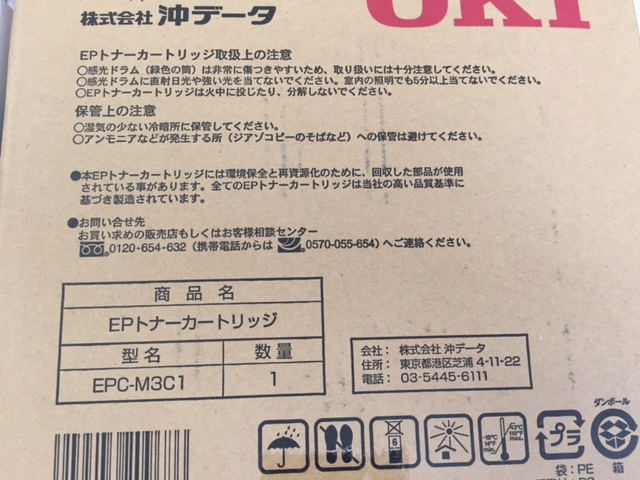 OKI
株式会社 沖データ
EPトナーカートリッジ取扱上の注意
○感光ドラム（緑色の筒）は非常に傷つきやすいため、取り扱いには十分注意してください。
○感光ドラムに直射日光や強い光を当てないでください。室内の照明でも5分以上当てないでください。
○EPトナーカートリッジは火中に投じたり、分解しないでください。
保管上の注意
○湿気の少ない冷暗所に保管してください。
○アンモニアなどが発生する所（ジアゾコピーのそばなど）への保管は避けてください。
●本EPトナーカートリッジには環境保全と再資源化のために、回収した部品が使用
されている事があります。全てのEPトナーカートリッジは当社の高い品質基準に
基づき製造されています。
●お問い合せ先
お買い求めの販売店もしくはお客様相談センター
0120-654-632（携帯電話からは 0570-055-654）へご連絡ください。
商品名
EPトナーカートリッジ
型名 数量
EPC-M3C1 1
会社： 株式会社 沖データ
住所： 東京都港区芝浦 4-11-22
電話： 03-5445-6111
6
プラ
ダンボール
箱
袋：PE